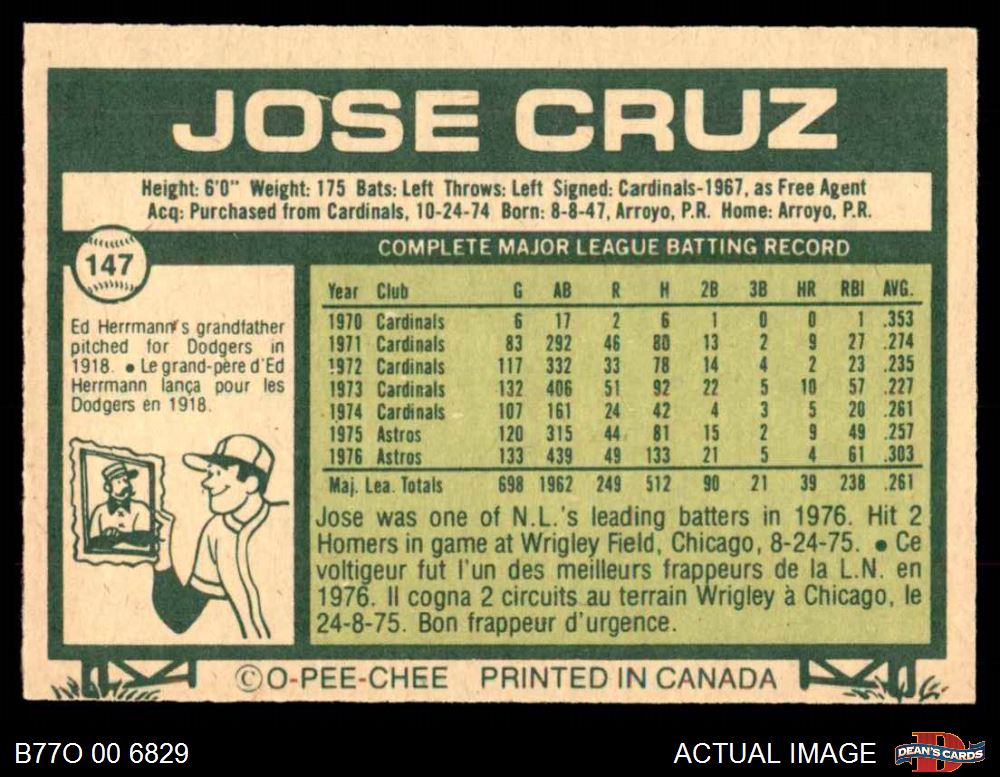 JOSE CRUZ
Height: 6'0" Weight: 175 Bats: Left Throws: Left Signed: Cardinals-1967, as Free Agent
Acq: Purchased from Cardinals, 10-24-74 Born: 8-8-47, Arroyo, P.R. Home: Arroyo, P.R.
147
COMPLETE MAJOR LEAGUE BATTING RECORD
Ed Herrmann's grandfather
pitched for Dodgers in
1918. • Le grand-père d'Ed
Herrmann lança pour les
Dodgers en 1918.
Year Club G AB R H 2B 3B HR RBI AVG.
1970 Cardinals 6 17 2 6 1 0 0 1 .353
1971 Cardinals 83 292 46 80 13 2 9 27 .274
1972 Cardinals 117 332 33 78 14 4 2 23 .235
1973 Cardinals 132 406 51 92 22 5 10 57 .227
1974 Cardinals 107 161 24 42 4 3 5 20 .261
1975 Astros 120 315 44 81 15 2 9 49 .257
1976 Astros 133 439 49 133 21 5 4 61 .303
Maj. Lea. Totals 698 1962 249 512 90 21 39 238 .261
Jose was one of N.L.'s leading batters in 1976. Hit 2
Homers in game at Wrigley Field, Chicago, 8-24-75. • Ce
voltigeur fut l'un des meilleurs frappeurs de la L.N. en
1976. Il cogna 2 circuits au terrain Wrigley à Chicago, le
24-8-75. Bon frappeur d'urgence.
©O-PEE-CHEE PRINTED IN CANADA
B77O 00 6829
ACTUAL IMAGE
D
DEAN'S CARDS